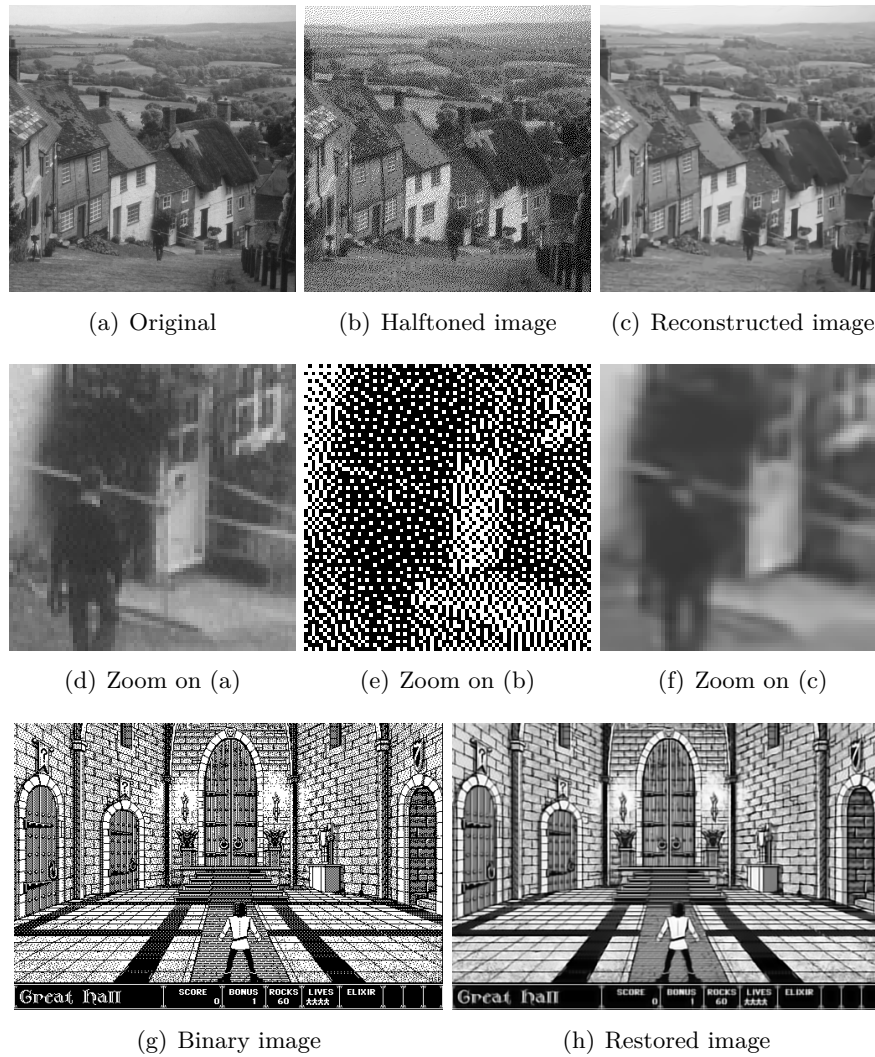 (a) Original
(b) Halftoned image
(c) Reconstructed image
(d) Zoom on (a)
(e) Zoom on (b)
(f) Zoom on (c)
Great Hall SCORE 0 BONUS 1 ROCKS 60 LIVES ELIXIR
Great Hall SCORE 0 BONUS 1 ROCKS 60 LIVES ELIXIR
(g) Binary image
(h) Restored image